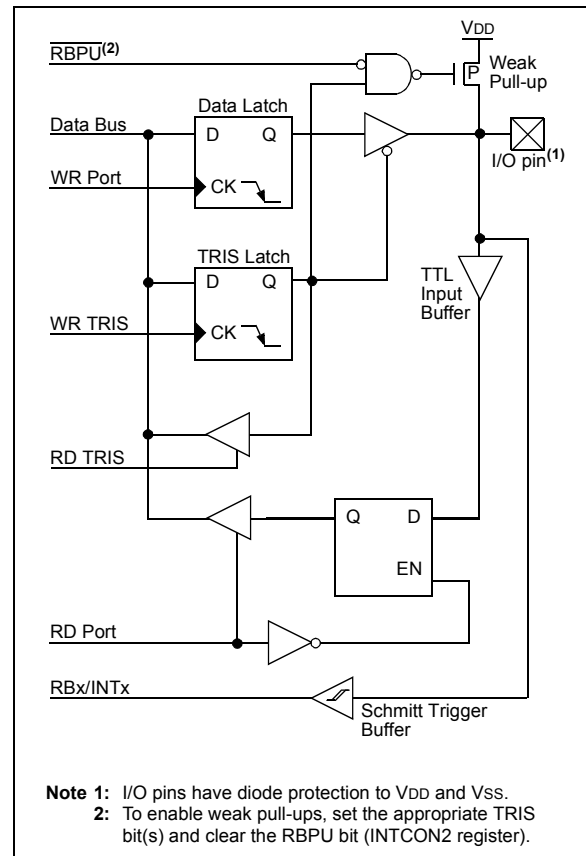 VDD
RBPU(2)
P
Weak
Pull-up
Data Latch
Data Bus
D Q
I/O pin(1)
WR Port
CK
TRIS Latch
D Q
TTL
Input
Buffer
WR TRIS
CK
RD TRIS
Q D
EN
RD Port
RBx/INTx
Schmitt Trigger
Buffer
Note 1: I/O pins have diode protection to VDD and VSS.
2: To enable weak pull-ups, set the appropriate TRIS
bit(s) and clear the RBPU bit (INTCON2 register).